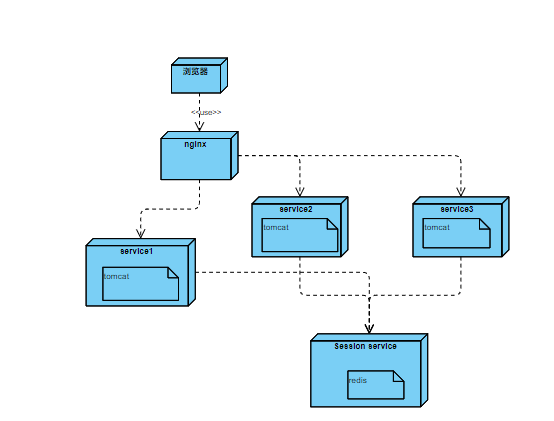 浏览器
<<use>>
nginx
service2
tomcat
service3
tomcat
service1
tomcat
Session service
redis